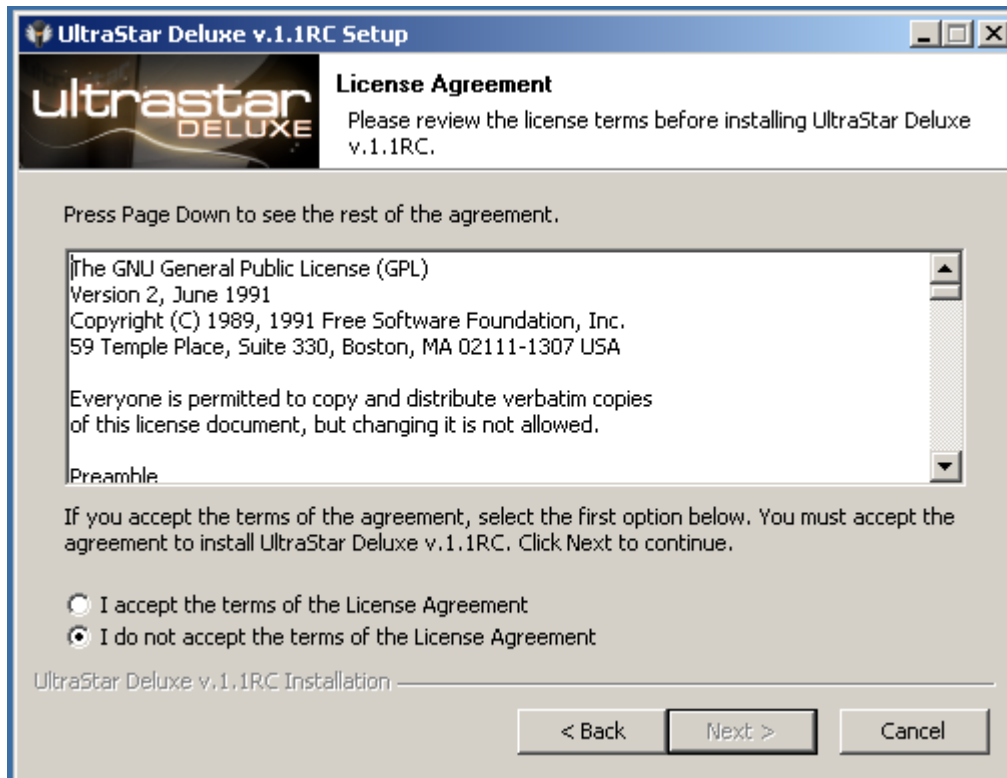 UltraStar Deluxe v.1.1RC Setup
ultrastar
DELUXE
License Agreement
Please review the license terms before installing UltraStar Deluxe
v.1.1RC.
Press Page Down to see the rest of the agreement.
The GNU General Public License (GPL)
Version 2, June 1991
Copyright (C) 1989, 1991 Free Software Foundation, Inc.
59 Temple Place, Suite 330, Boston, MA 02111-1307 USA
Everyone is permitted to copy and distribute verbatim copies
of this license document, but changing it is not allowed.
Preamble
If you accept the terms of the agreement, select the first option below. You must accept the
agreement to install UltraStar Deluxe v.1.1RC. Click Next to continue.
I accept the terms of the License Agreement
I do not accept the terms of the License Agreement
UltraStar Deluxe v.1.1RC Installation
< Back
Next >
Cancel